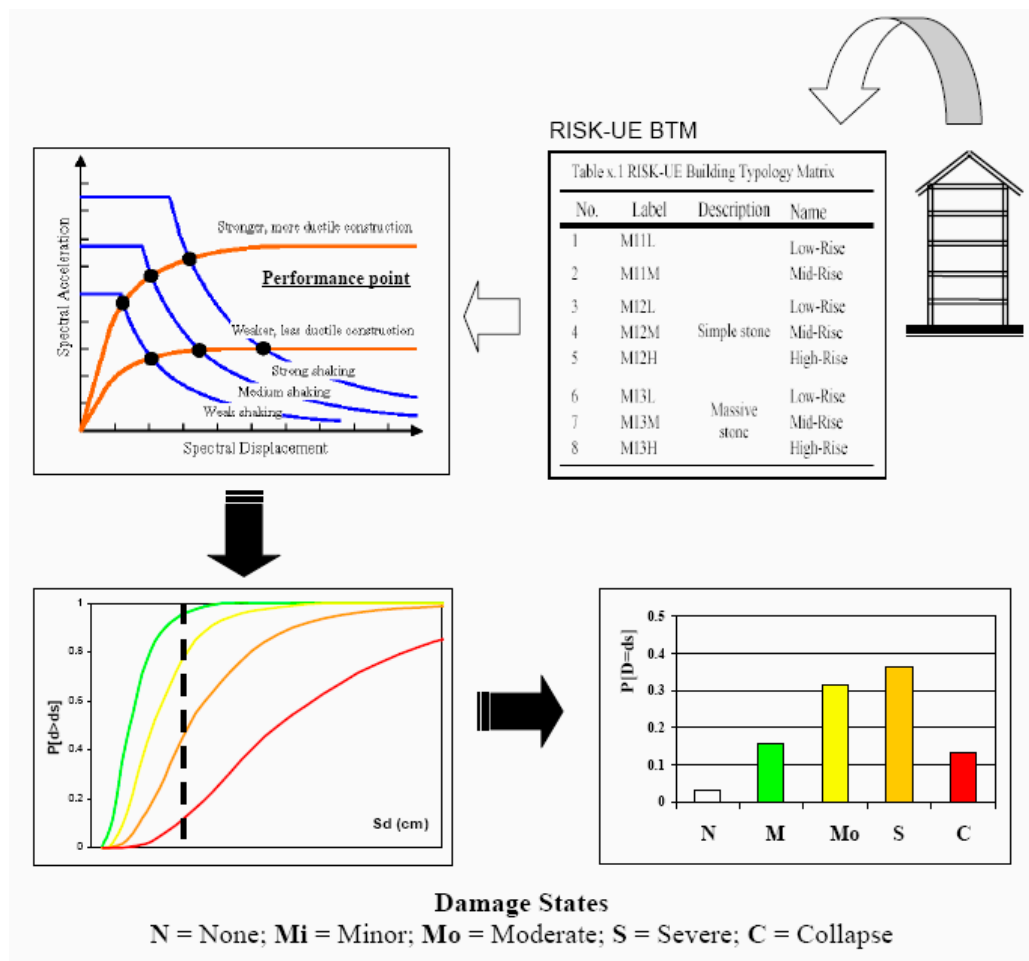 RISK-UE BTM
Table x.1 RISK-UE Building Typology Matrix
No. Label Description Name
1 M11L Low-Rise
2 M11M Mid-Rise
3 M12L Low-Rise
4 M12M Simple stone Mid-Rise
5 M12H High-Rise
6 M13L Low-Rise
7 M13M Massive stone Mid-Rise
8 M13H High-Rise
Spectral Acceleration
Stronger, more ductile construction
Performance point
Weaker, less ductile construction
Strong shaking
Medium shaking
Weak shaking
Spectral Displacement
P[d>ds]
1
0.8
0.6
0.4
0.2
0
Sd (cm)
P[D=ds]
0.5
0.4
0.3
0.2
0.1
0
N M Mo S C
Damage States
N = None; Mi = Minor; Mo = Moderate; S = Severe; C = Collapse